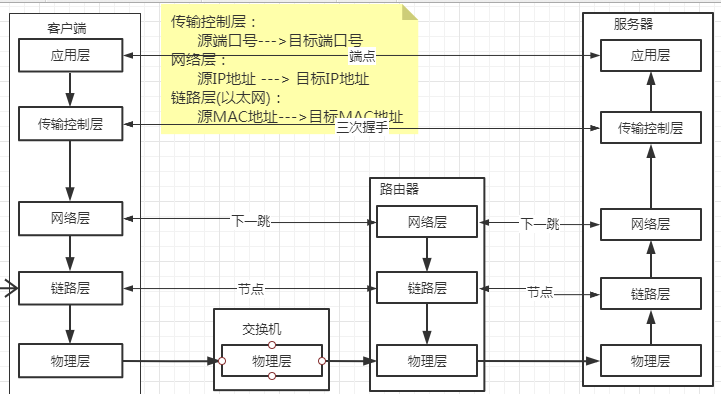 客户端
应用层
传输控制层
网络层
链路层
物理层
传输控制层：
源端口号--->目标端口号
网络层：
源IP地址 ---> 目标IP地址
链路层(以太网)：
源MAC地址--->目标MAC地址
端点
三次握手
下一跳
节点
交换机
物理层
路由器
网络层
链路层
物理层
下一跳
节点
服务器
应用层
传输控制层
网络层
链路层
物理层